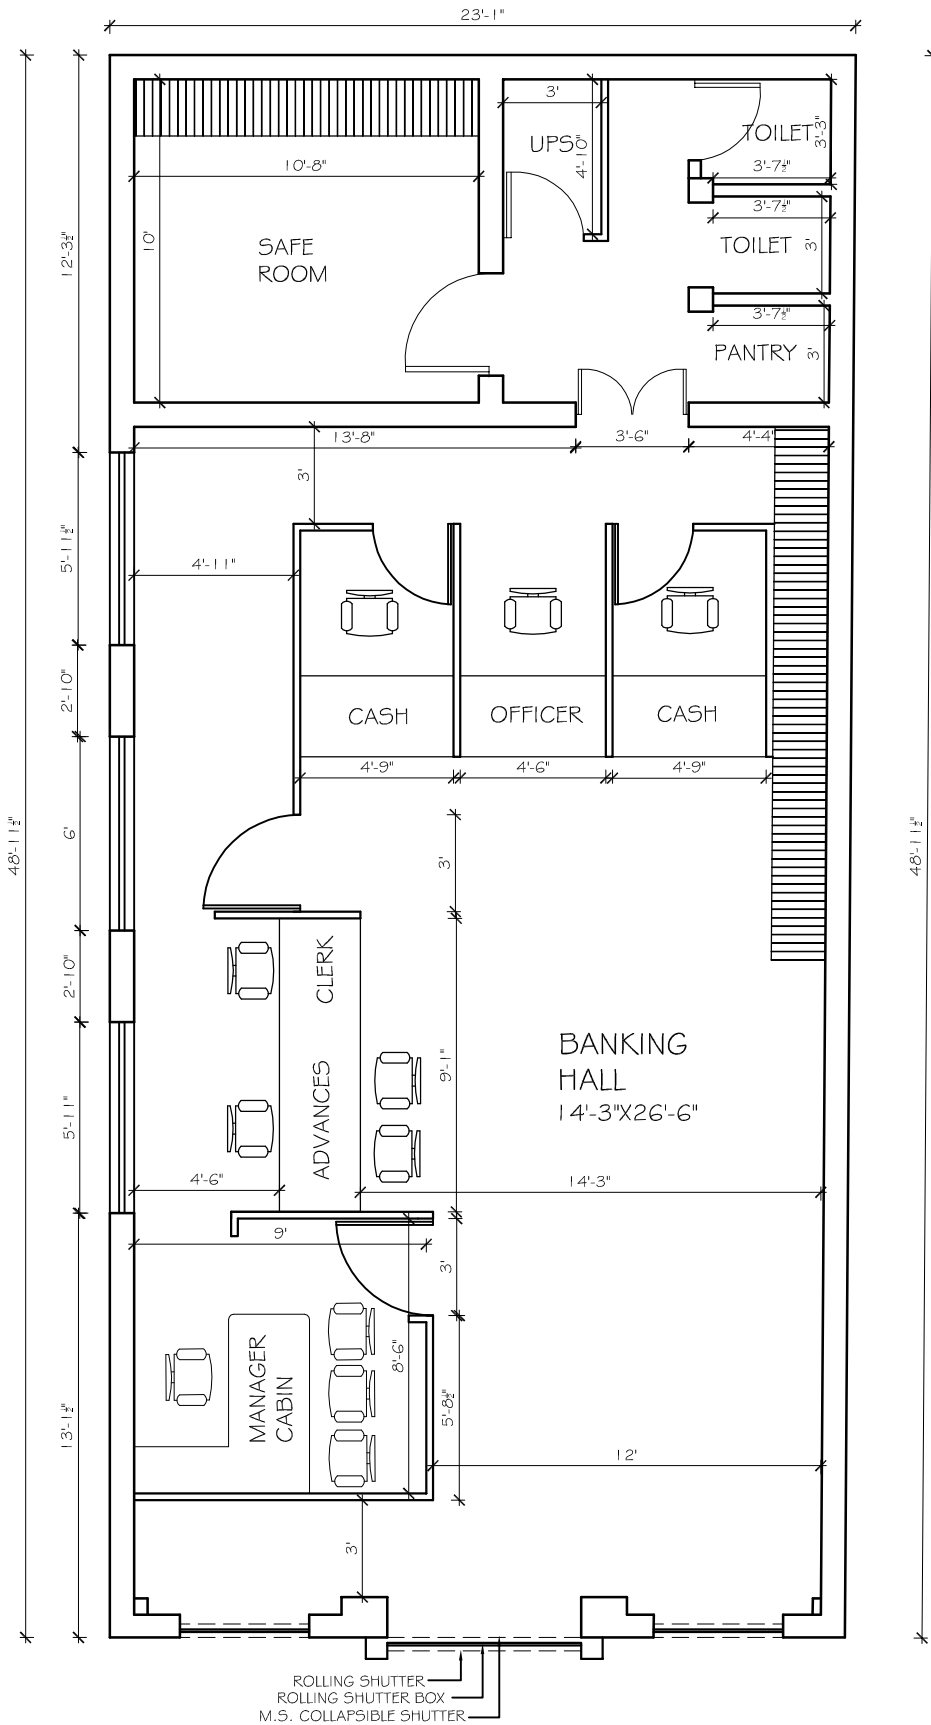 23'-1"
3'
UPS
4'-10"
TOILET
3'-3"
10'-8"
3'-7½"
3'-7½"
12'-3½"
10'
SAFE
ROOM
TOILET
3'
3'-7½"
PANTRY
3'
13'-8"
3'-6"
4'-4"
3'
5'-11½"
4'-11"
2'-10"
CASH
OFFICER
CASH
4'-9"
4'-6"
4'-9"
48'-11½"
6'
3'
48'-11½"
2'-10"
CLERK
ADVANCES
9'-1"
BANKING
HALL
14'-3"X26'-6"
5'-11"
4'-6"
14'-3"
9'
3'
8'-6"
MANAGER
CABIN
5'-8½"
13'-1½"
12'
3'
ROLLING SHUTTER
ROLLING SHUTTER BOX
M.S. COLLAPSIBLE SHUTTER